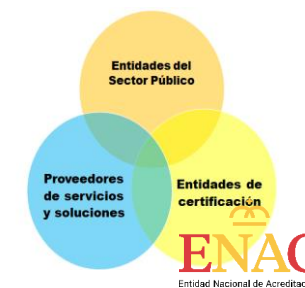 Entidades del
Sector Público
Proveedores
de servicios
y soluciones
Entidades de
certificación
ENAC
Entidad Nacional de Acreditac